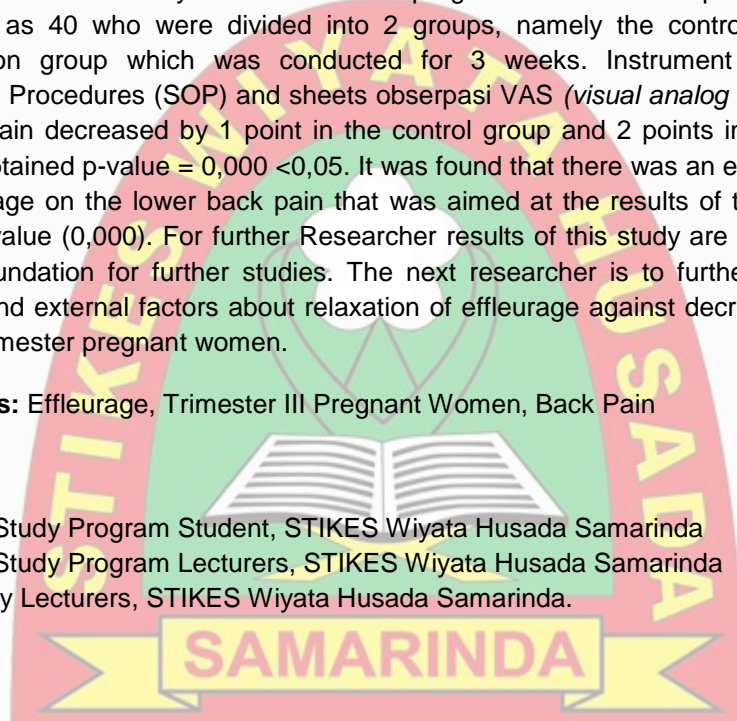 as 40 who were divided into 2 groups, namely the contro
on group which was conducted for 3 weeks. Instrument
Procedures (SOP) and sheets obserpasi VAS (visual analog
ain decreased by 1 point in the control group and 2 points in
tained p-value = 0,000 <0,05. It was found that there was an e
age on the lower back pain that was aimed at the results of t
value (0,000). For further Researcher results of this study are
undation for further studies. The next researcher is to furthe
nd external factors about relaxation of effleurage against decr
mester pregnant women.
s: Effleurage, Trimester III Pregnant Women, Back Pain
Study Program Student, STIKES Wiyata Husada Samarinda
Study Program Lecturers, STIKES Wiyata Husada Samarinda
y Lecturers, STIKES Wiyata Husada Samarinda.
STIKES WIYATA HUSADA
SAMARINDA